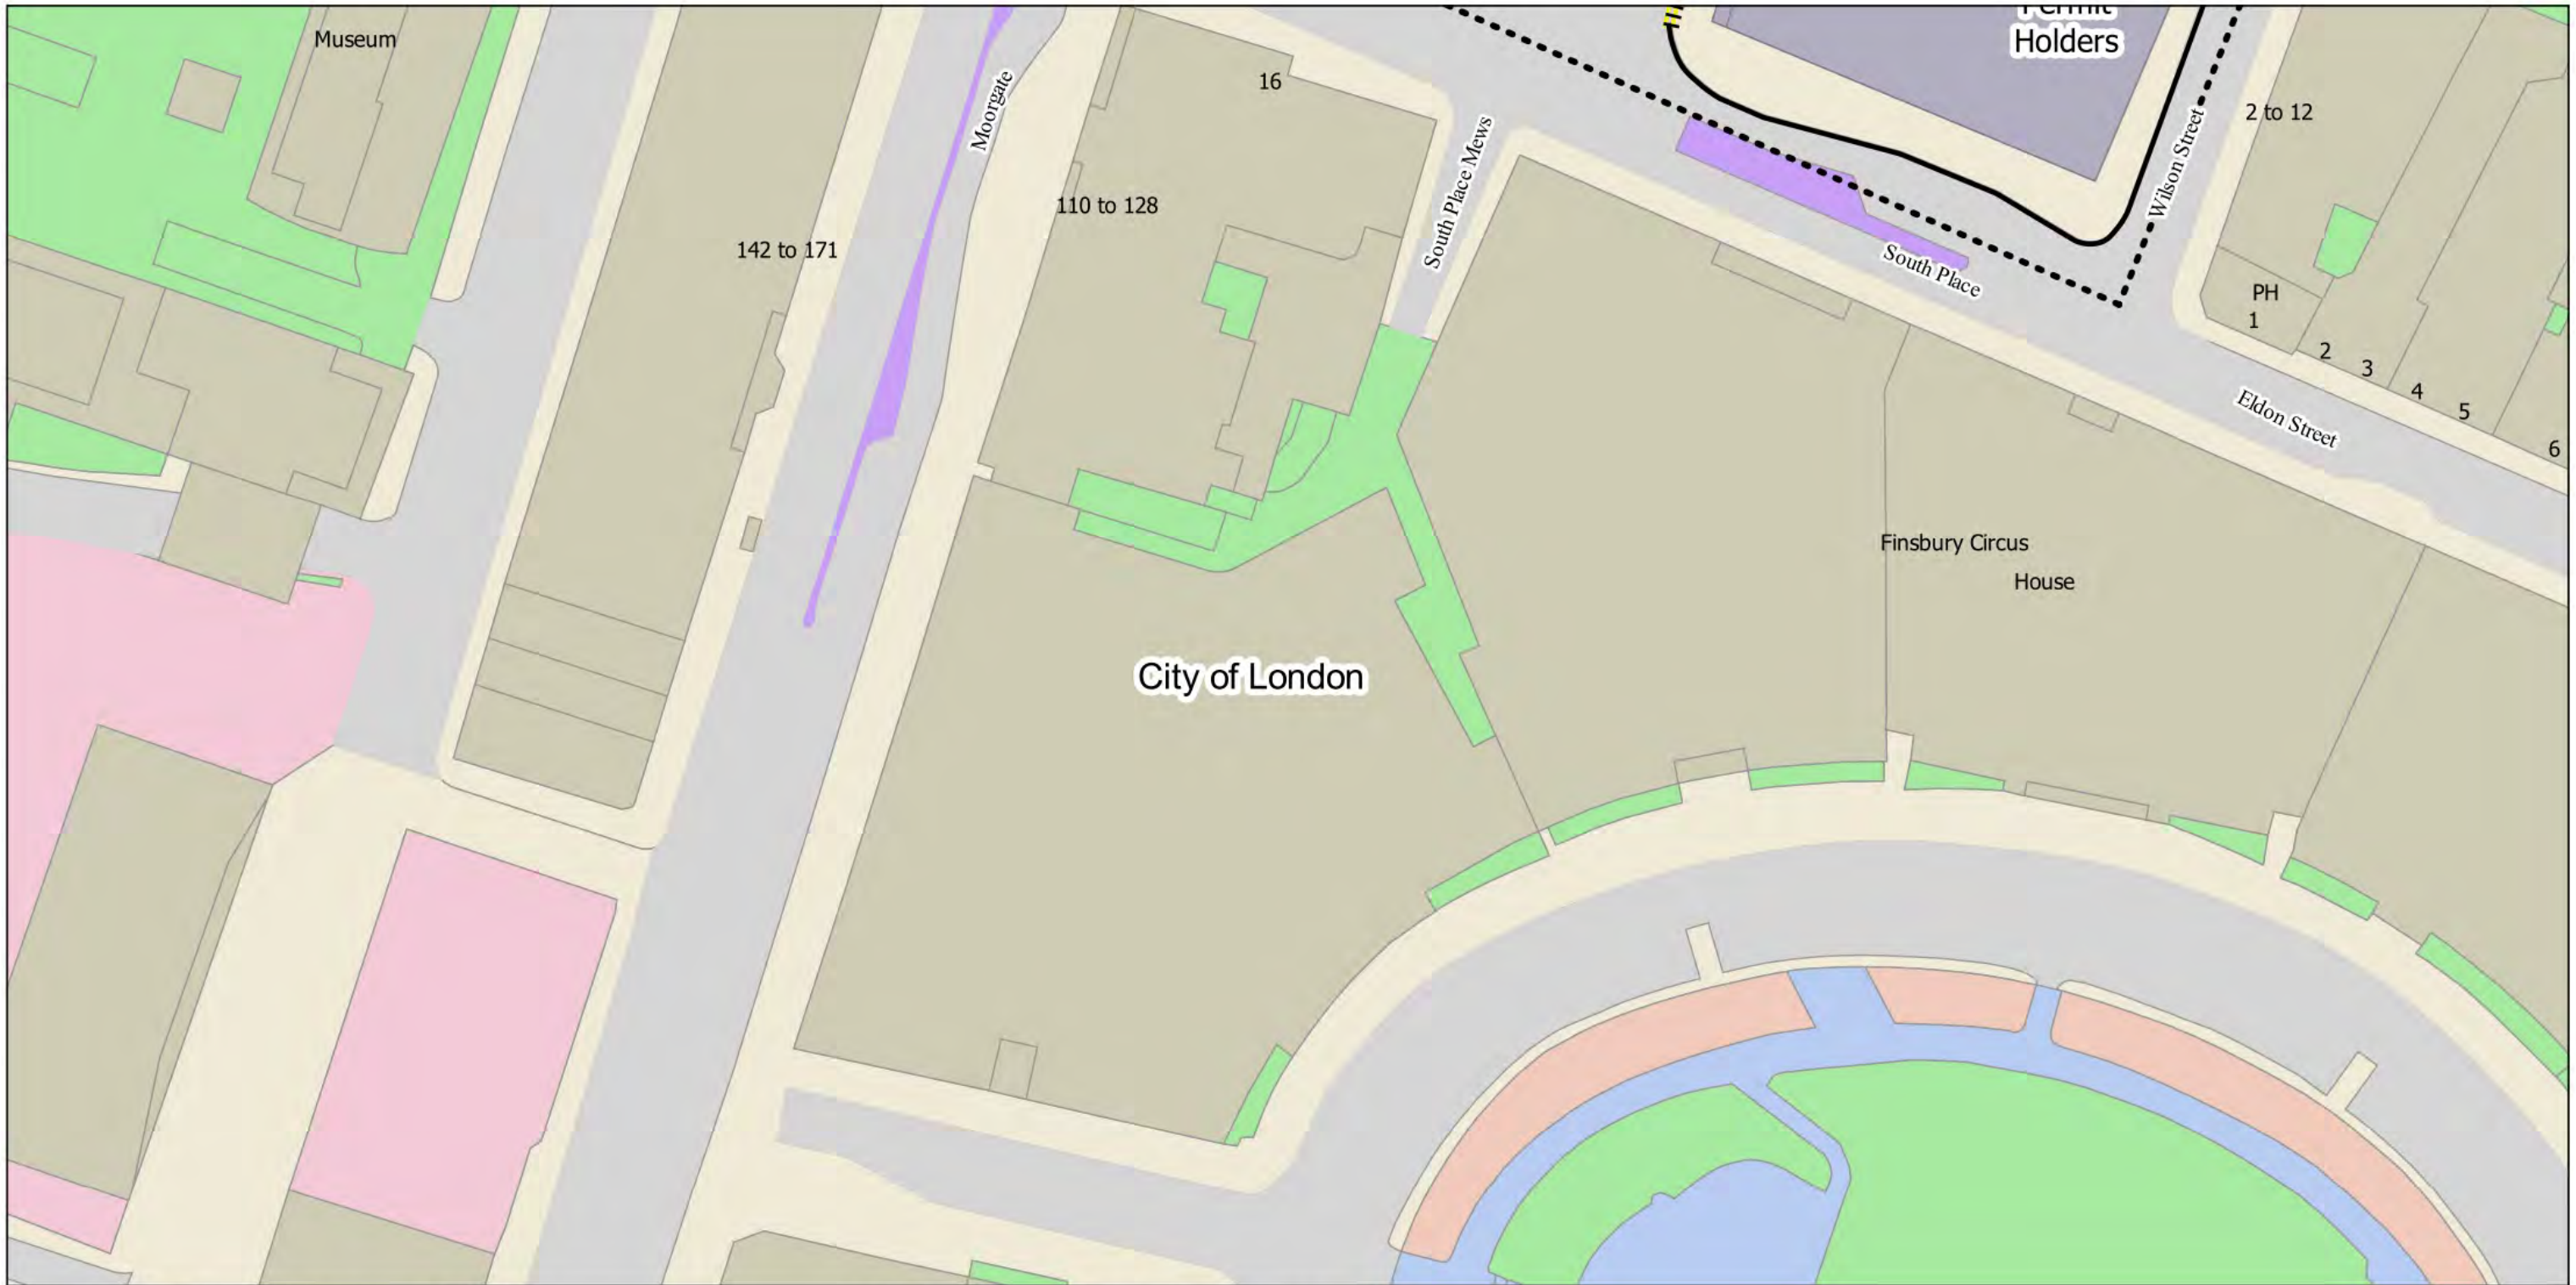 Permit
Holders
Museum
16
Moorgate
2 to 12
South Place Mews
Wilson Street
110 to 128
142 to 171
South Place
PH
1
2
3
4
5
6
Eldon Street
Finsbury Circus
House
City of London